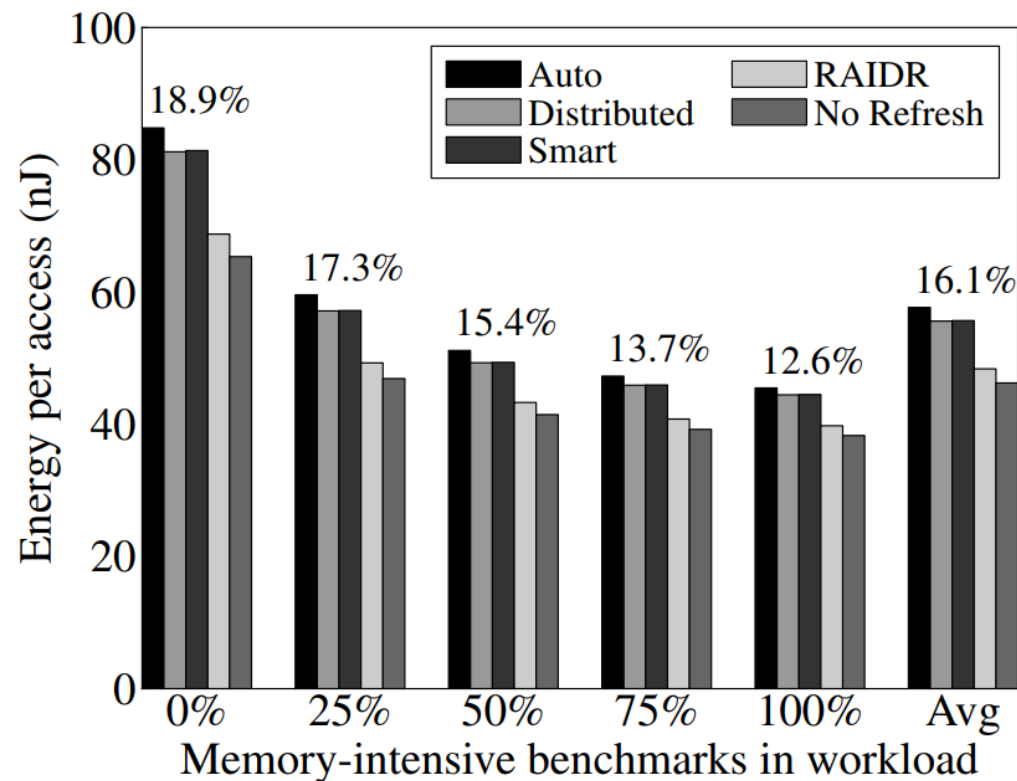 Energy per access (nJ)
100
80
60
40
20
0
Auto
Distributed
Smart
RAIDR
No Refresh
18.9%
17.3%
15.4%
13.7%
12.6%
16.1%
0%
25%
50%
75%
100%
Avg
Memory-intensive benchmarks in workload